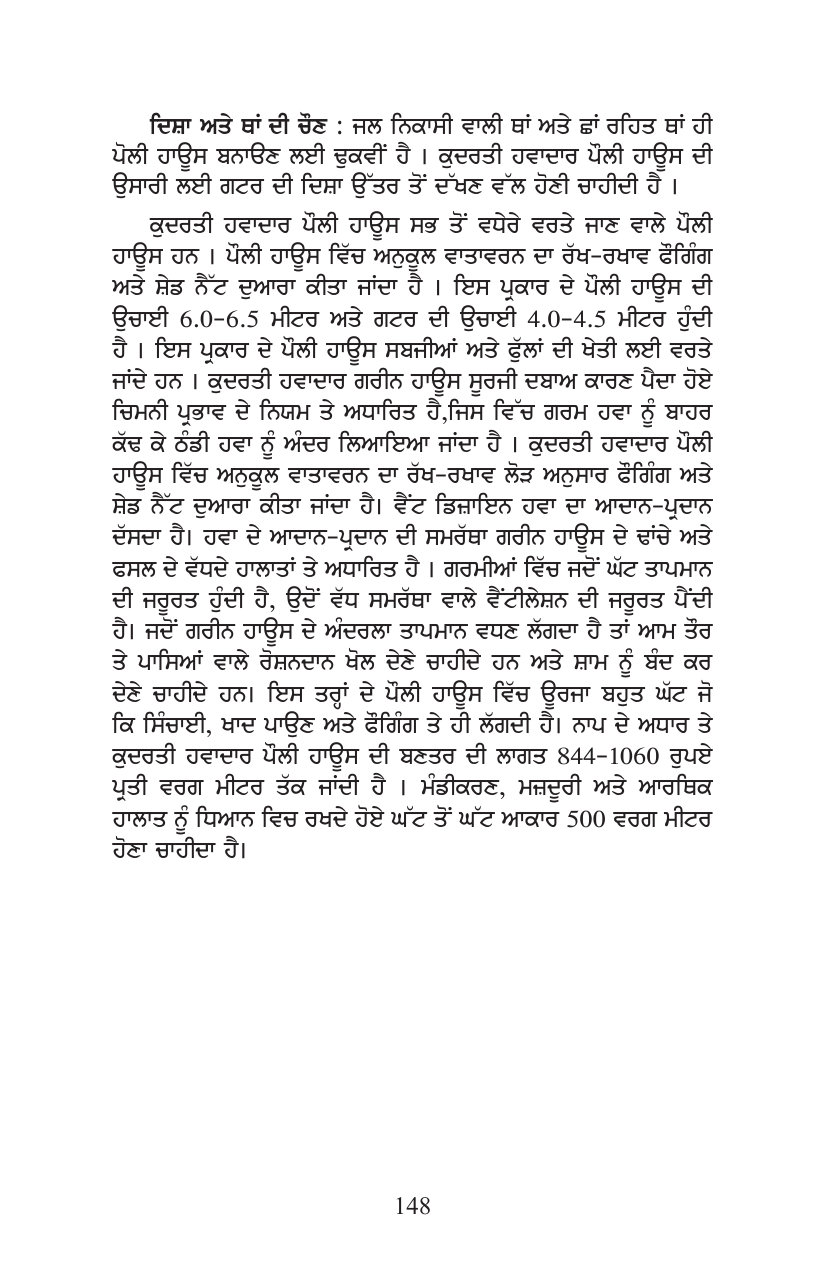 ਦਿਸ਼ਾ ਅਤੇ ਥਾਂ ਦੀ ਚੌਣ : ਜਲ ਨਿਕਾਸੀ ਵਾਲੀ ਥਾਂ ਅਤੇ ਛਾਂ ਰਹਿਤ ਥਾਂ ਹੀ
ਪੋਲੀ ਹਾਊਸ ਬਨਾਉਣ ਲਈ ਢੁਕਵੀਂ ਹੈ । ਕੁਦਰਤੀ ਹਵਾਦਾਰ ਪੌਲੀ ਹਾਊਸ ਦੀ
ਉਸਾਰੀ ਲਈ ਗਟਰ ਦੀ ਦਿਸ਼ਾ ਉੱਤਰ ਤੋਂ ਦੱਖਣ ਵੱਲ ਹੋਣੀ ਚਾਹੀਦੀ ਹੈ ।
ਕੁਦਰਤੀ ਹਵਾਦਾਰ ਪੌਲੀ ਹਾਊਸ ਸਭ ਤੋਂ ਵਧੇਰੇ ਵਰਤੇ ਜਾਣ ਵਾਲੇ ਪੌਲੀ
ਹਾਊਸ ਹਨ । ਪੌਲੀ ਹਾਊਸ ਵਿੱਚ ਅਨੁਕੂਲ ਵਾਤਾਵਰਨ ਦਾ ਰੱਖ-ਰਖਾਵ ਫੌਗਿੰਗ
ਅਤੇ ਸ਼ੇਡ ਨੈੱਟ ਦੁਆਰਾ ਕੀਤਾ ਜਾਂਦਾ ਹੈ । ਇਸ ਪ੍ਰਕਾਰ ਦੇ ਪੌਲੀ ਹਾਊਸ ਦੀ
ਉਚਾਈ 6.0-6.5 ਮੀਟਰ ਅਤੇ ਗਟਰ ਦੀ ਉਚਾਈ 4.0-4.5 ਮੀਟਰ ਹੁੰਦੀ
ਹੈ । ਇਸ ਪ੍ਰਕਾਰ ਦੇ ਪੌਲੀ ਹਾਊਸ ਸਬਜੀਆਂ ਅਤੇ ਫੁੱਲਾਂ ਦੀ ਖੇਤੀ ਲਈ ਵਰਤੇ
ਜਾਂਦੇ ਹਨ । ਕੁਦਰਤੀ ਹਵਾਦਾਰ ਗਰੀਨ ਹਾਊਸ ਸੂਰਜੀ ਦਬਾਅ ਕਾਰਣ ਪੈਦਾ ਹੋਏ
ਚਿਮਨੀ ਪ੍ਰਭਾਵ ਦੇ ਨਿਯਮ ਤੇ ਅਧਾਰਿਤ ਹੈ,ਜਿਸ ਵਿੱਚ ਗਰਮ ਹਵਾ ਨੂੰ ਬਾਹਰ
ਕੱਢ ਕੇ ਠੰਡੀ ਹਵਾ ਨੂੰ ਅੰਦਰ ਲਿਆਇਆ ਜਾਂਦਾ ਹੈ । ਕੁਦਰਤੀ ਹਵਾਦਾਰ ਪੌਲੀ
ਹਾਊਸ ਵਿੱਚ ਅਨੁਕੂਲ ਵਾਤਾਵਰਨ ਦਾ ਰੱਖ-ਰਖਾਵ ਲੋੜ ਅਨੁਸਾਰ ਫੌਗਿੰਗ ਅਤੇ
ਸ਼ੇਡ ਨੈੱਟ ਦੁਆਰਾ ਕੀਤਾ ਜਾਂਦਾ ਹੈ। ਵੈਂਟ ਡਿਜ਼ਾਇਨ ਹਵਾ ਦਾ ਆਦਾਨ-ਪ੍ਰਦਾਨ
ਦੱਸਦਾ ਹੈ। ਹਵਾ ਦੇ ਆਦਾਨ-ਪ੍ਰਦਾਨ ਦੀ ਸਮਰੱਥਾ ਗਰੀਨ ਹਾਊਸ ਦੇ ਢਾਂਚੇ ਅਤੇ
ਫਸਲ ਦੇ ਵੱਧਦੇ ਹਾਲਾਤਾਂ ਤੇ ਅਧਾਰਿਤ ਹੈ । ਗਰਮੀਆਂ ਵਿੱਚ ਜਦੋਂ ਘੱਟ ਤਾਪਮਾਨ
ਦੀ ਜਰੂਰਤ ਹੁੰਦੀ ਹੈ, ਉਦੋਂ ਵੱਧ ਸਮਰੱਥਾ ਵਾਲੇ ਵੈਂਟੀਲੇਸ਼ਨ ਦੀ ਜਰੂਰਤ ਪੈਂਦੀ
ਹੈ। ਜਦੋਂ ਗਰੀਨ ਹਾਊਸ ਦੇ ਅੰਦਰਲਾ ਤਾਪਮਾਨ ਵਧਣ ਲੱਗਦਾ ਹੈ ਤਾਂ ਆਮ ਤੌਰ
ਤੇ ਪਾਸਿਆਂ ਵਾਲੇ ਰੋਸ਼ਨਦਾਨ ਖੋਲ ਦੇਣੇ ਚਾਹੀਦੇ ਹਨ ਅਤੇ ਸ਼ਾਮ ਨੂੰ ਬੰਦ ਕਰ
ਦੇਣੇ ਚਾਹੀਦੇ ਹਨ। ਇਸ ਤਰ੍ਹਾਂ ਦੇ ਪੌਲੀ ਹਾਊਸ ਵਿੱਚ ਊਰਜਾ ਬਹੁਤ ਘੱਟ ਜੋ
ਕਿ ਸਿੰਚਾਈ, ਖਾਦ ਪਾਉਣ ਅਤੇ ਫੌਗਿੰਗ ਤੇ ਹੀ ਲੱਗਦੀ ਹੈ। ਨਾਪ ਦੇ ਅਧਾਰ ਤੇ
ਕੁਦਰਤੀ ਹਵਾਦਾਰ ਪੌਲੀ ਹਾਊਸ ਦੀ ਬਣਤਰ ਦੀ ਲਾਗਤ 844-1060 ਰੁਪਏ
ਪ੍ਰਤੀ ਵਰਗ ਮੀਟਰ ਤੱਕ ਜਾਂਦੀ ਹੈ । ਮੰਡੀਕਰਣ, ਮਜ਼ਦੂਰੀ ਅਤੇ ਆਰਥਿਕ
ਹਾਲਾਤ ਨੂੰ ਧਿਆਨ ਵਿਚ ਰਖਦੇ ਹੋਏ ਘੱਟ ਤੋਂ ਘੱਟ ਆਕਾਰ 500 ਵਰਗ ਮੀਟਰ
ਹੋਣਾ ਚਾਹੀਦਾ ਹੈ।
148